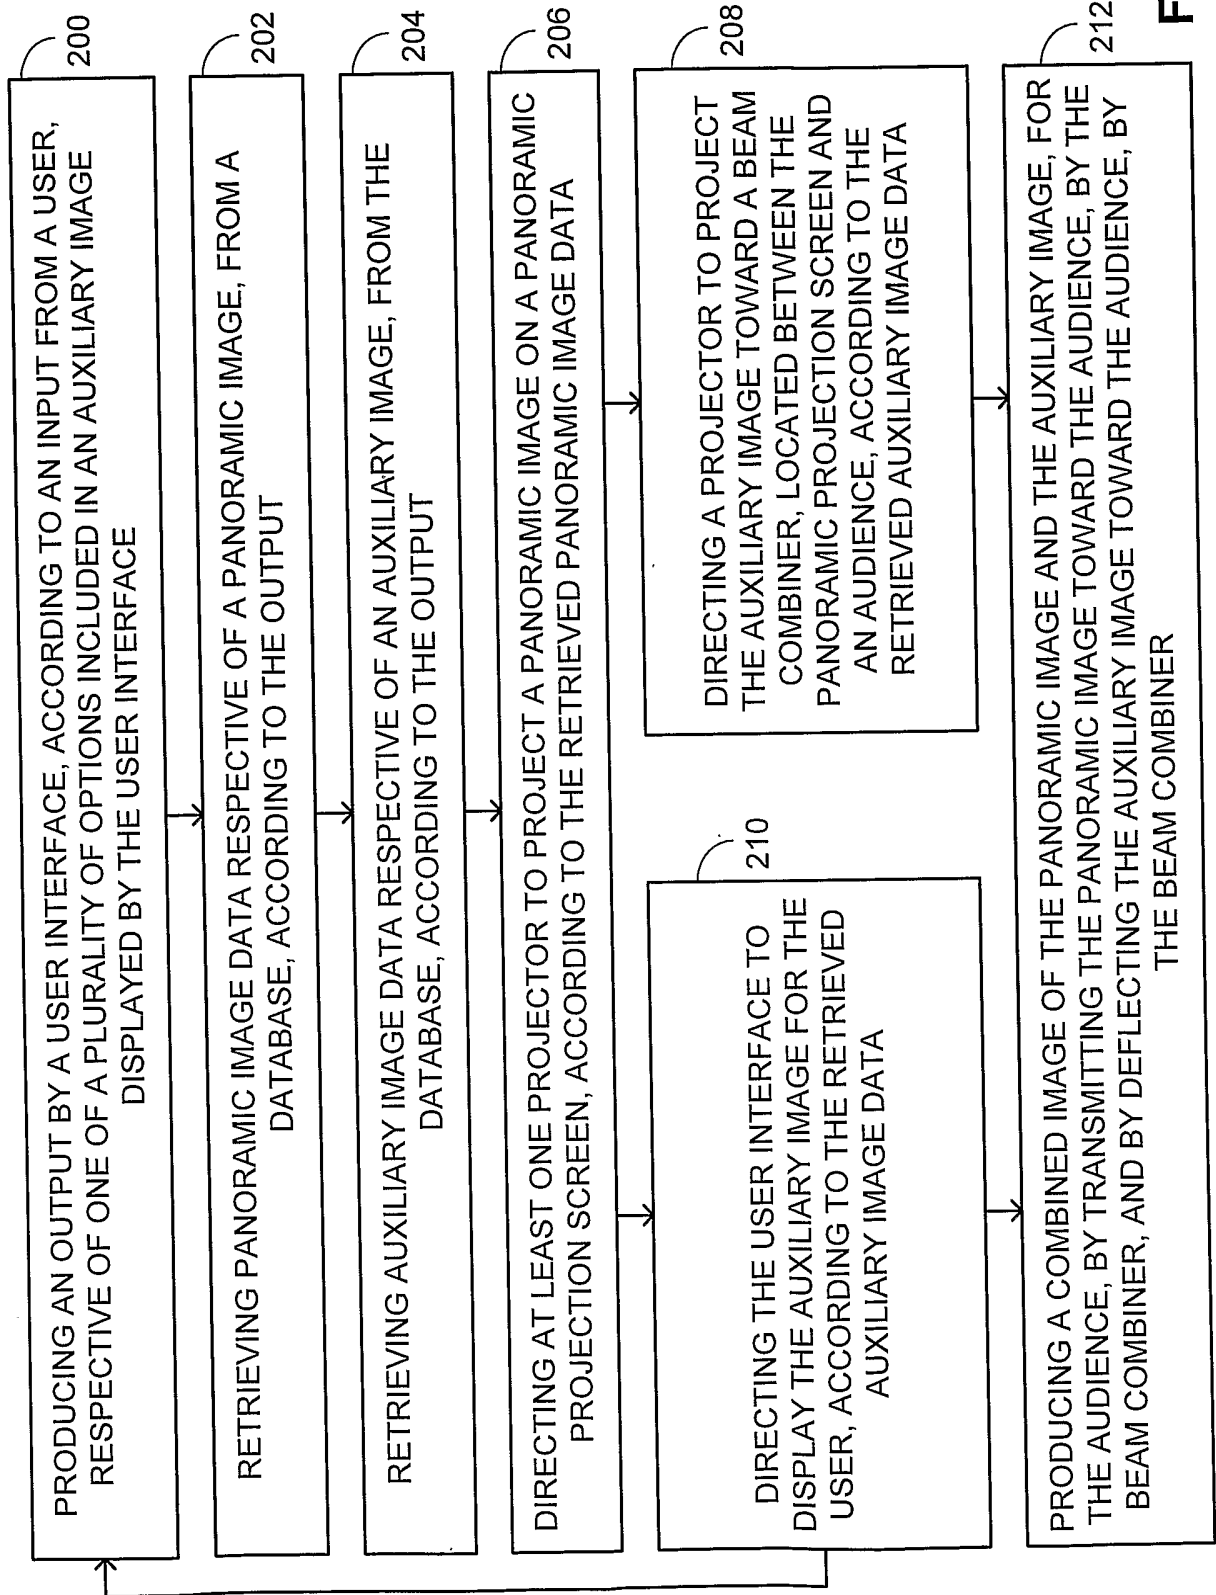 PRODUCING AN OUTPUT BY A USER INTERFACE, ACCORDING TO AN INPUT FROM A USER,
RESPECTIVE OF ONE OF A PLURALITY OF OPTIONS INCLUDED IN AN AUXILIARY IMAGE
DISPLAYED BY THE USER INTERFACE
200
RETRIEVING PANORAMIC IMAGE DATA RESPECTIVE OF A PANORAMIC IMAGE, FROM A
DATABASE, ACCORDING TO THE OUTPUT
202
RETRIEVING AUXILIARY IMAGE DATA RESPECTIVE OF AN AUXILIARY IMAGE, FROM THE
DATABASE, ACCORDING TO THE OUTPUT
204
DIRECTING AT LEAST ONE PROJECTOR TO PROJECT A PANORAMIC IMAGE ON A PANORAMIC
PROJECTION SCREEN, ACCORDING TO THE RETRIEVED PANORAMIC IMAGE DATA
206
DIRECTING THE USER INTERFACE TO
DISPLAY THE AUXILIARY IMAGE FOR THE
USER, ACCORDING TO THE RETRIEVED
AUXILIARY IMAGE DATA
210
DIRECTING A PROJECTOR TO PROJECT
THE AUXILIARY IMAGE TOWARD A BEAM
COMBINER, LOCATED BETWEEN THE
PANORAMIC PROJECTION SCREEN AND
AN AUDIENCE, ACCORDING TO THE
RETRIEVED AUXILIARY IMAGE DATA
208
PRODUCING A COMBINED IMAGE OF THE PANORAMIC IMAGE AND THE AUXILIARY IMAGE, FOR
THE AUDIENCE, BY TRANSMITTING THE PANORAMIC IMAGE TOWARD THE AUDIENCE, BY THE
BEAM COMBINER, AND BY DEFLECTING THE AUXILIARY IMAGE TOWARD THE AUDIENCE, BY
THE BEAM COMBINER
212